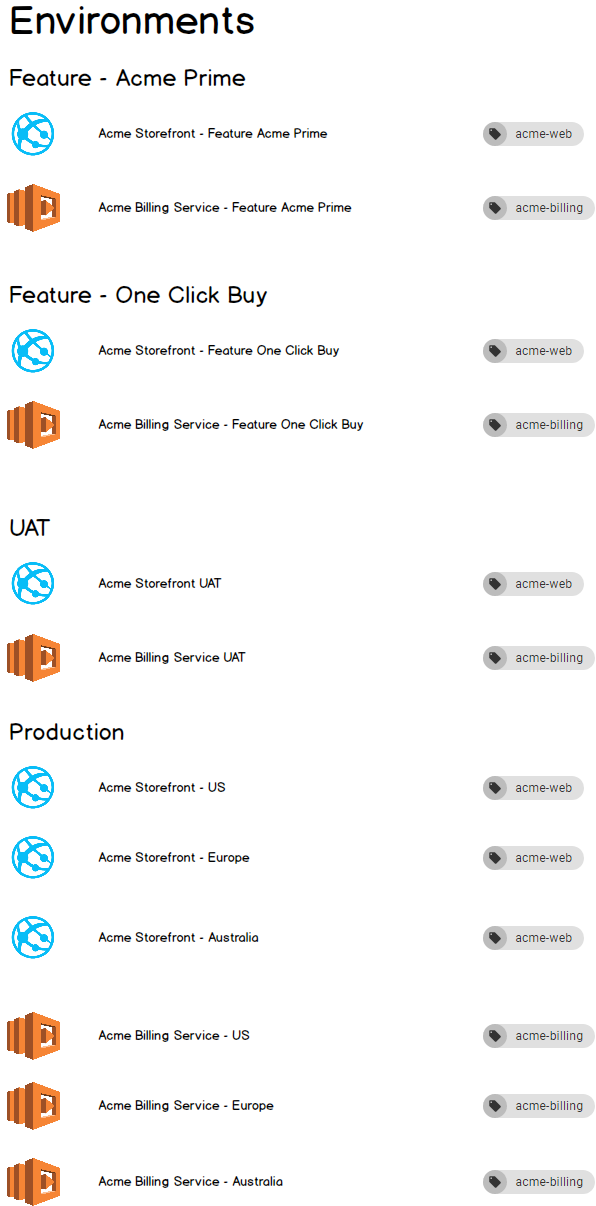 Environments
Feature - Acme Prime
Acme Storefront - Feature Acme Prime acme-web
Acme Billing Service - Feature Acme Prime acme-billing
Feature - One Click Buy
Acme Storefront - Feature One Click Buy acme-web
Acme Billing Service - Feature One Click Buy acme-billing
UAT
Acme Storefront UAT acme-web
Acme Billing Service UAT acme-billing
Production
Acme Storefront - US acme-web
Acme Storefront - Europe acme-web
Acme Storefront - Australia acme-web
Acme Billing Service - US acme-billing
Acme Billing Service - Europe acme-billing
Acme Billing Service - Australia acme-billing